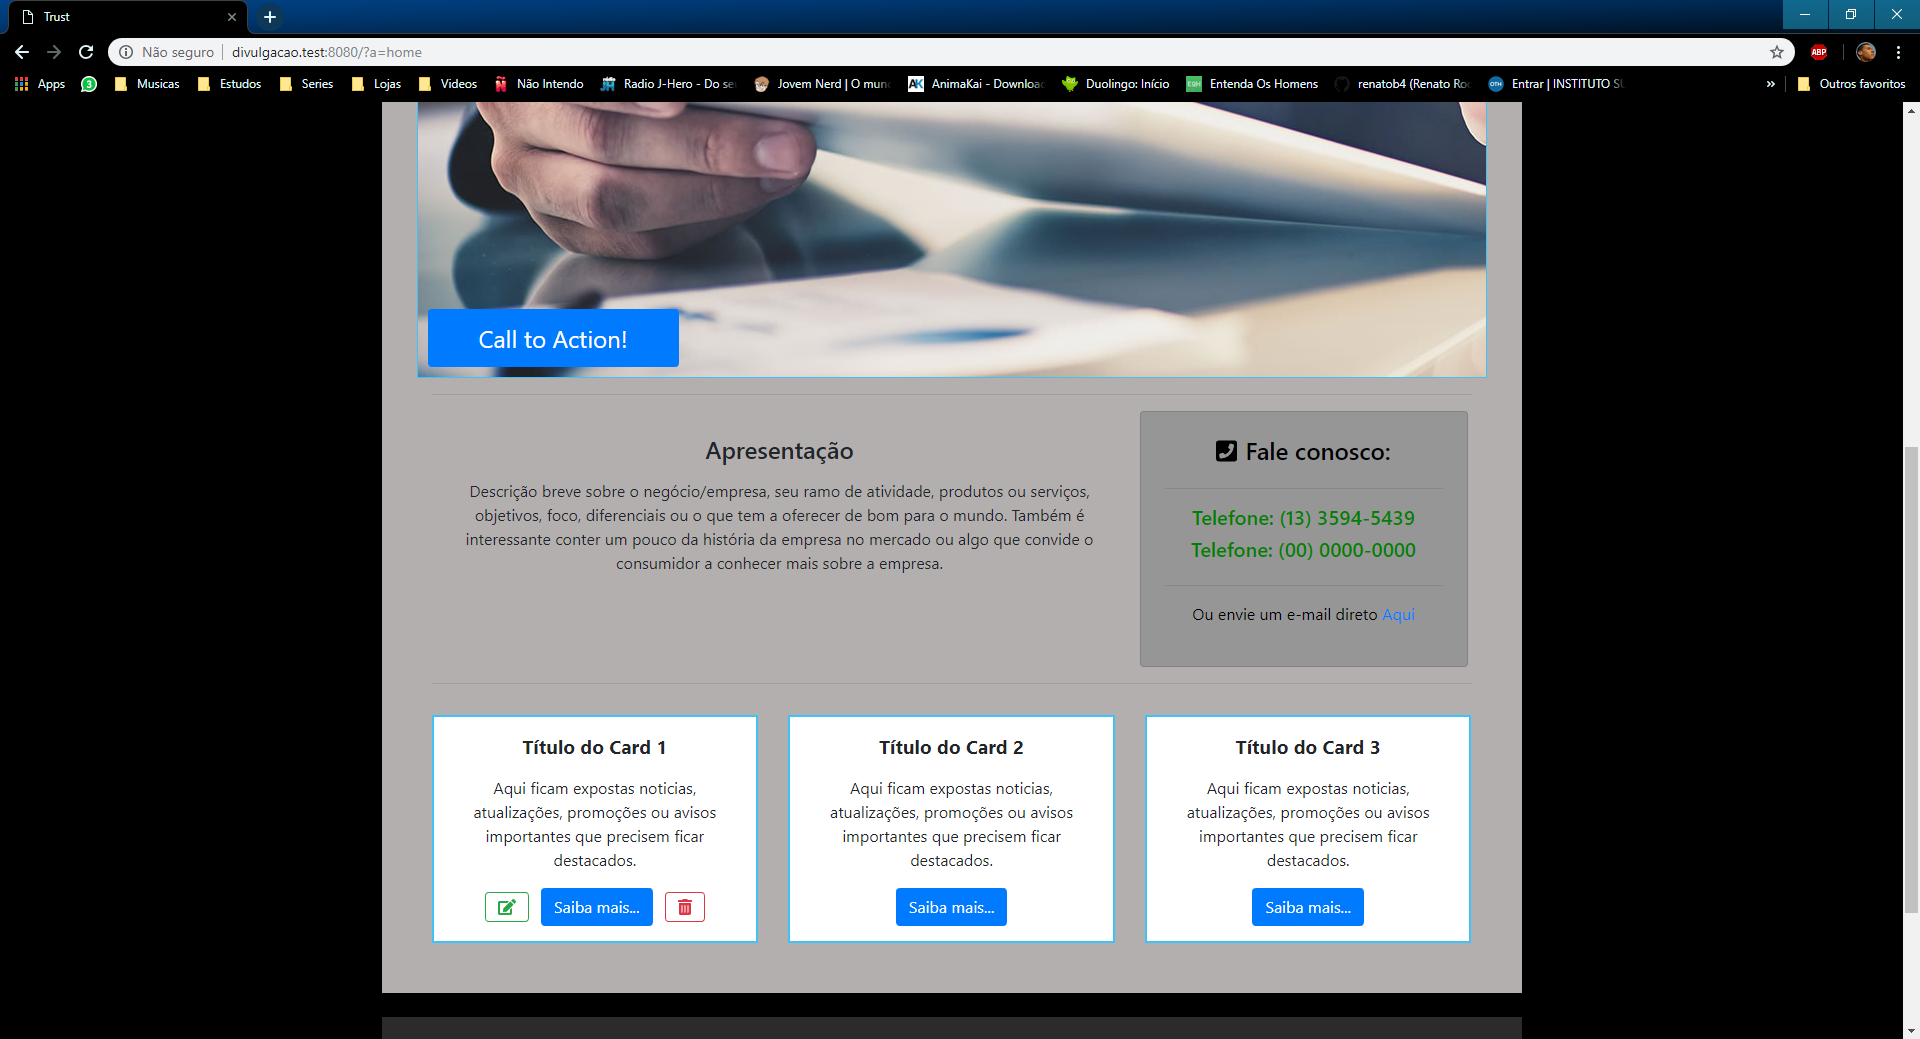 Trust
Não seguro
divulgacao.test:8080/?a=home
ABP
Apps
3
Musicas
Estudos
Series
Lojas
Videos
Não Intendo
Radio J-Hero - Do se
Jovem Nerd | O mun
AK
AnimaKai - Downloa
Duolingo: Início
Entenda Os Homens
renatob4 (Renato Ro
Entrar | INSTITUTO S
»
Outros favoritos
Call to Action!
Apresentação
Descrição breve sobre o negócio/empresa, seu ramo de atividade, produtos ou serviços,
objetivos, foco, diferenciais ou o que tem a oferecer de bom para o mundo. Também é
interessante conter um pouco da história da empresa no mercado ou algo que convide o
consumidor a conhecer mais sobre a empresa.
Fale conosco:
Telefone: (13) 3594-5439
Telefone: (00) 0000-0000
Ou envie um e-mail direto Aqui
Título do Card 1
Aqui ficam expostas noticias,
atualizações, promoções ou avisos
importantes que precisem ficar
destacados.
Saiba mais...
Título do Card 2
Aqui ficam expostas noticias,
atualizações, promoções ou avisos
importantes que precisem ficar
destacados.
Saiba mais...
Título do Card 3
Aqui ficam expostas noticias,
atualizações, promoções ou avisos
importantes que precisem ficar
destacados.
Saiba mais...